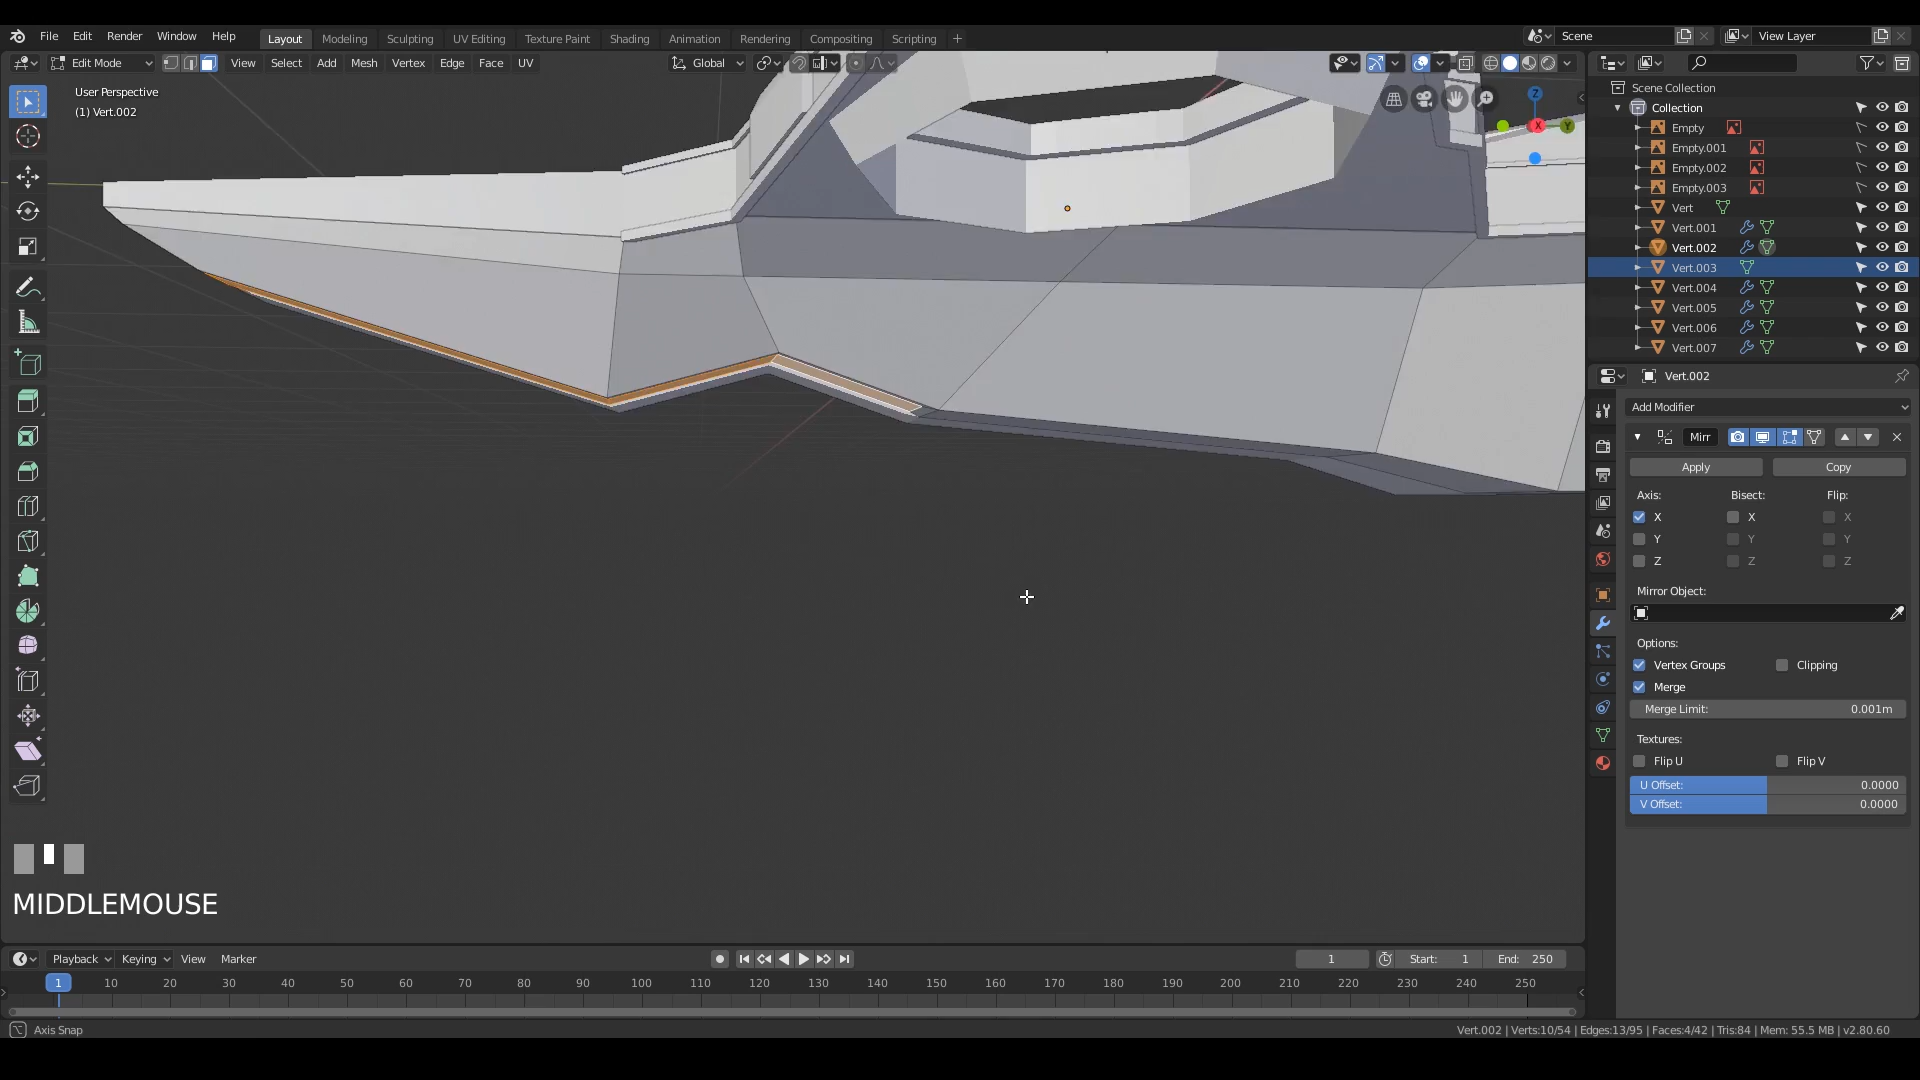 File Edit Render Window Help Layout Modeling Sculpting UV Editing Texture Paint Shading Animation Rendering Compositing Scripting + Scene View Layer
Edit Mode View Select Add Mesh Vertex Edge Face UV Global
User Perspective
(1) Vert.002
Z
X
Y
Scene Collection
Collection
Empty
Empty.001
Empty.002
Empty.003
Vert
Vert.001
Vert.002
Vert.003
Vert.004
Vert.005
Vert.006
Vert.007
Vert.002
Add Modifier
Mirr
Apply Copy
Axis: Bisect: Flip:
X X X
Y Y Y
Z Z Z
Mirror Object:
Options:
Vertex Groups Clipping
Merge
Merge Limit: 0.001m
Textures:
Flip U Flip V
U Offset: 0.0000
V Offset: 0.0000
MIDDLEMOUSE
Playback Keying View Marker 1 Start: 1 End: 250
1 10 20 30 40 50 60 70 80 90 100 110 120 130 140 150 160 170 180 190 200 210 220 230 240 250
Axis Snap Vert.002 | Verts:10/54 | Edges:13/95 | Faces:4/42 | Tris:84 | Mem: 55.5 MB | v2.80.60